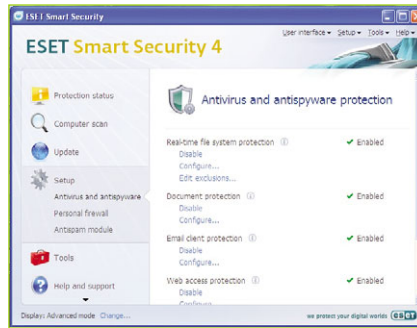 ESET Smart Security
User interface Setup Tools Help
ESET Smart Security 4
Protection status
Computer scan
Update
Setup
Antivirus and antispyware
Personal firewall
Antispam module
Tools
Help and support
Antivirus and antispyware protection
Real-time file system protection Enabled
Disable
Configure...
Edit exclusions...
Document protection Enabled
Disable
Configure...
Email client protection Enabled
Disable
Configure...
Web access protection Enabled
Disable
Display: Advanced mode Change...
we protect your digital worlds eset